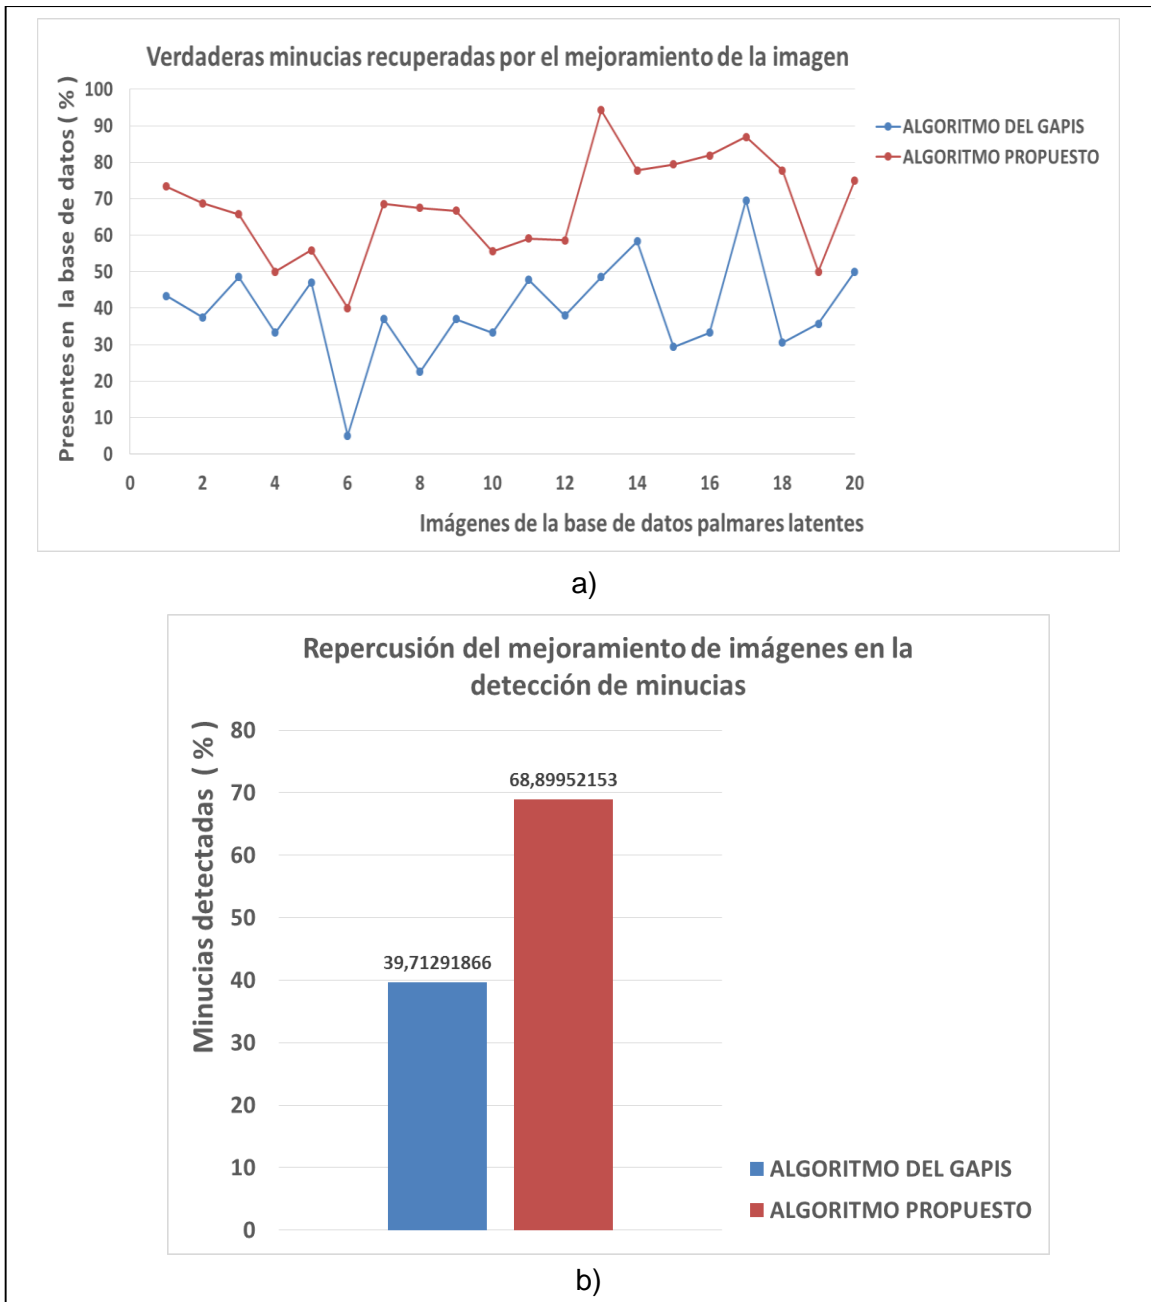 Verdaderas minucias recuperadas por el mejoramiento de la imagen
Presentes en la base de datos ( % )
100
90
80
70
60
50
40
30
20
10
0
0 2 4 6 8 10 12 14 16 18 20
Imágenes de la base de datos palmares latentes
ALGORITMO DEL GAPIS
ALGORITMO PROPUESTO
a)
Repercusión del mejoramiento de imágenes en la
detección de minucias
Minucias detectadas ( % )
80
70
60
50
40
30
20
10
0
39,71291866
68,89952153
ALGORITMO DEL GAPIS
ALGORITMO PROPUESTO
b)